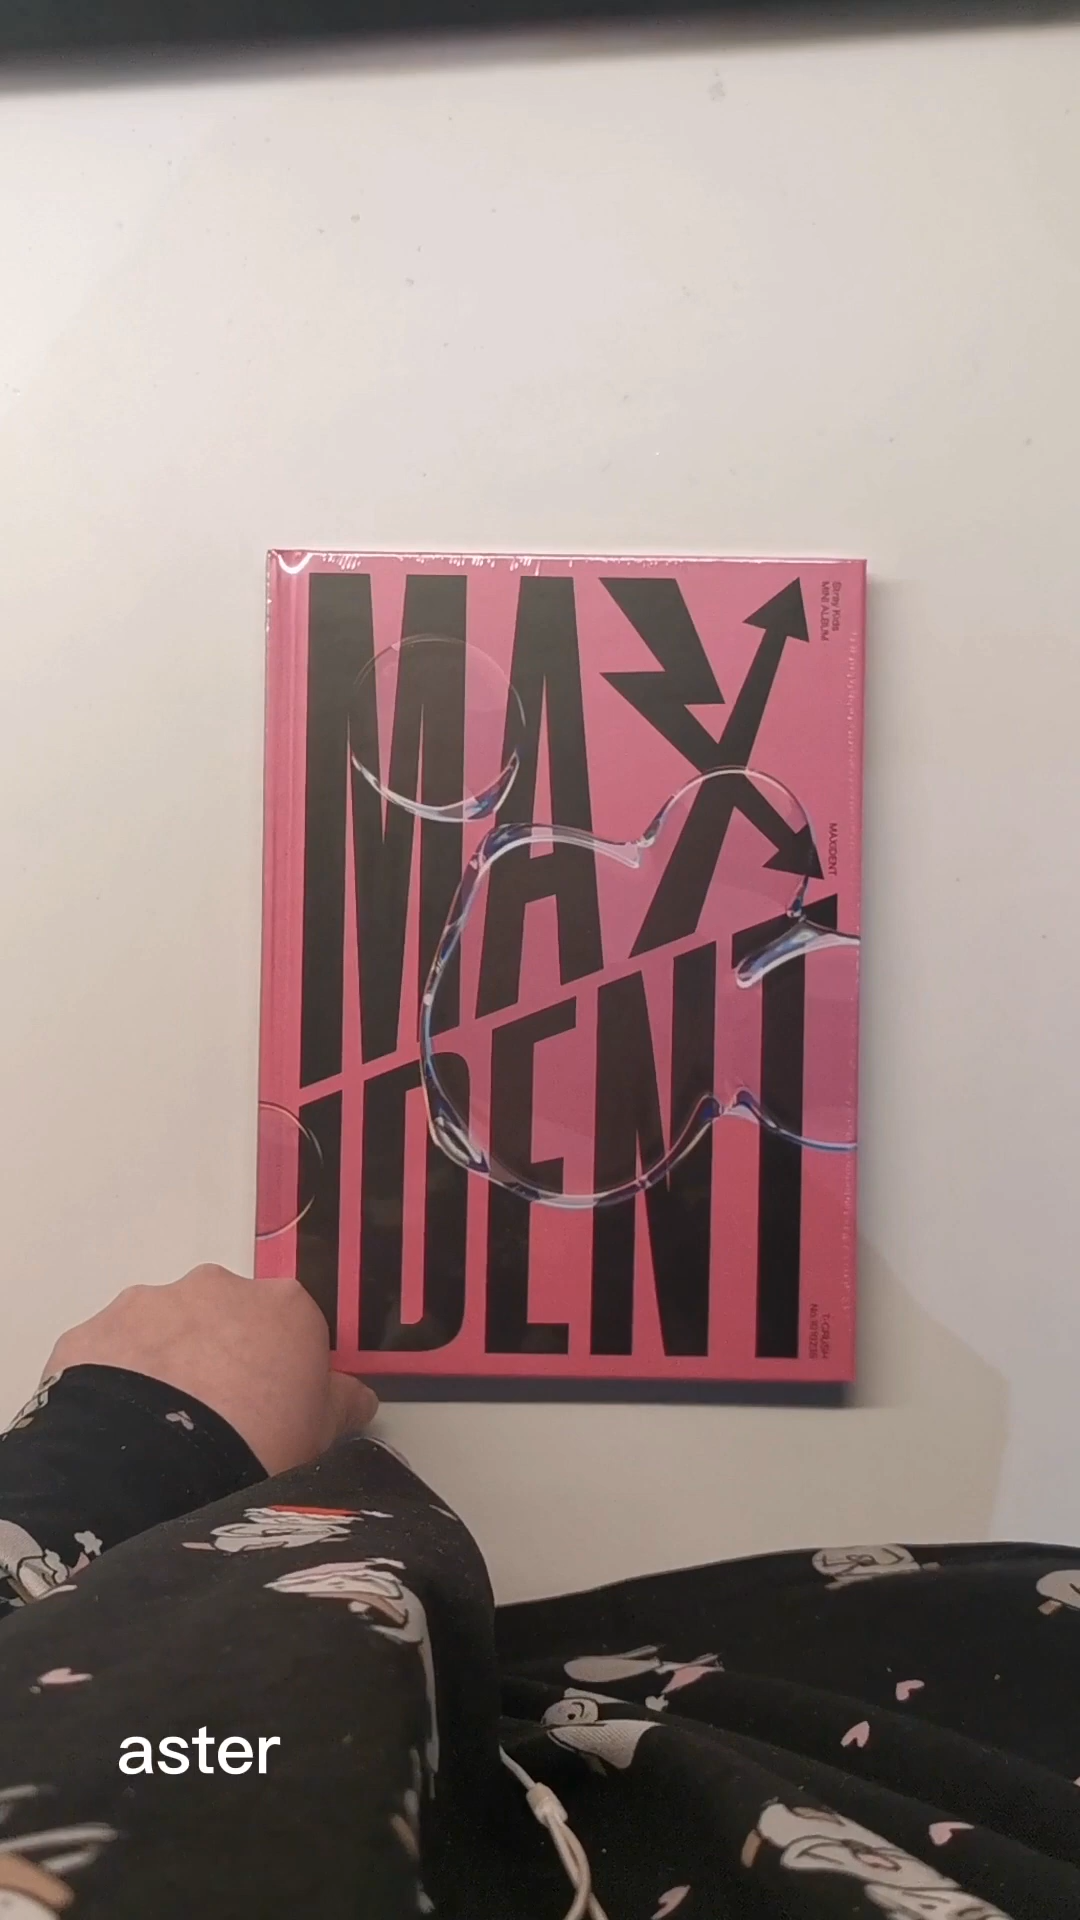 MAX
IDENT
Stray Kids
MINI ALBUM
MAXIDENT
T-CRUSH
aster